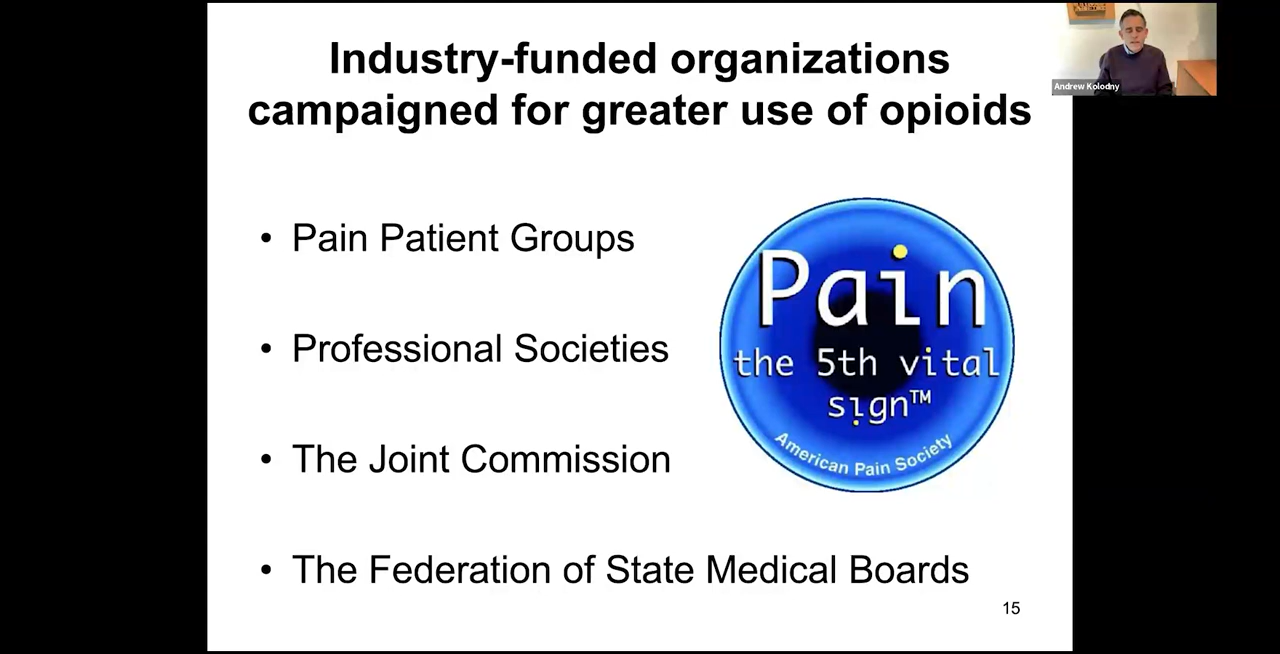 Industry-funded organizations
campaigned for greater use of opioids
Andrew Kolodny
• Pain Patient Groups
• Professional Societies
• The Joint Commission
• The Federation of State Medical Boards
Pain
the 5th vital
sign™
American Pain Society
15